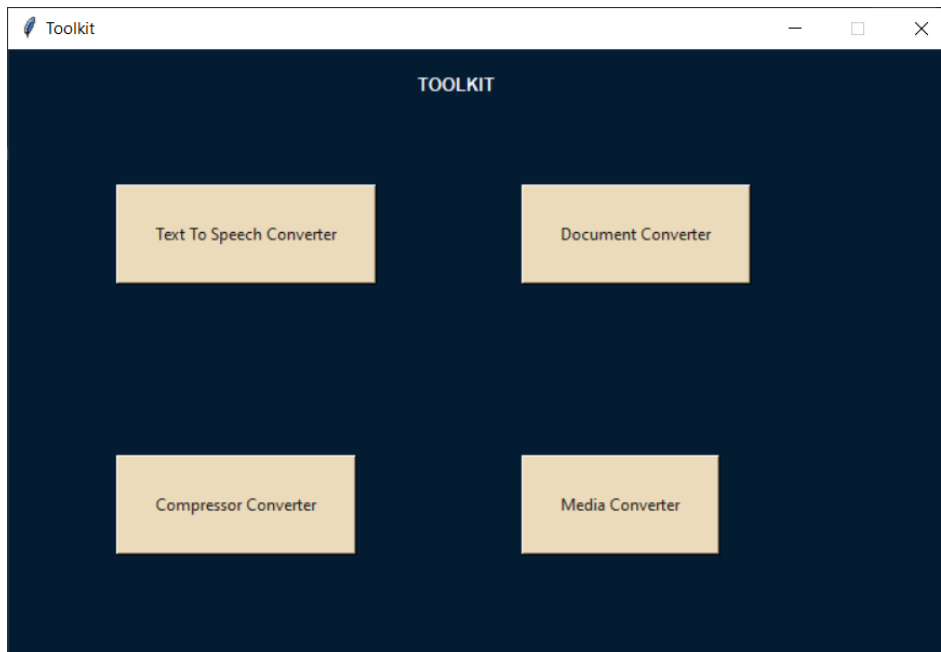 Toolkit
TOOLKIT
Text To Speech Converter
Document Converter
Compressor Converter
Media Converter